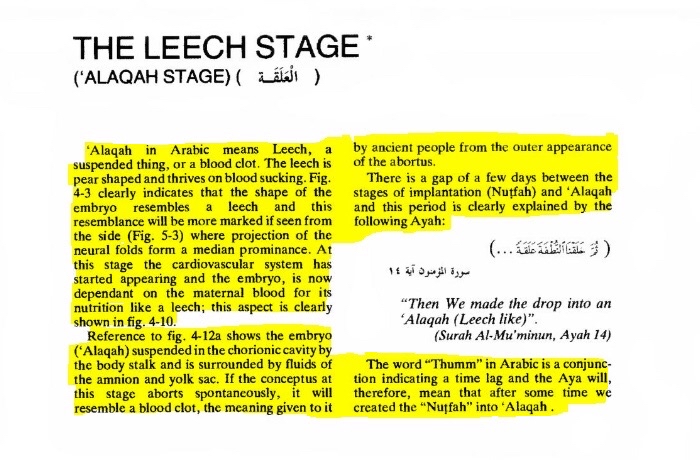 THE LEECH STAGE *
('ALAQAH STAGE) ( الْعَلَقَـة )
'Alaqah in Arabic means Leech, a
suspended thing, or a blood clot. The leech is
pear shaped and thrives on blood sucking. Fig.
4-3 clearly indicates that the shape of the
embryo resembles a leech and this
resemblance will be more marked if seen from
the side (Fig. 5-3) where projection of the
neural folds form a median prominance. At
this stage the cardiovascular system has
started appearing and the embryo, is now
dependant on the maternal blood for its
nutrition like a leech; this aspect is clearly
shown in fig. 4-10.
Reference to fig. 4-12a shows the embryo
('Alaqah) suspended in the chorionic cavity by
the body stalk and is surrounded by fluids of
the amnion and yolk sac. If the conceptus at
this stage aborts spontaneously, it will
resemble a blood clot, the meaning given to it
by ancient people from the outer appearance
of the abortus.
There is a gap of a few days between the
stages of implantation (Nuṭfah) and 'Alaqah
and this period is clearly explained by the
following Ayah:
( ثُمَّ خَلَقْنَا ٱلنُّطْفَةَ عَلَقَةً ... )
سورة المؤمنون آية ١٤
"Then We made the drop into an
'Alaqah (Leech like)".
(Surah Al-Mu'minun, Ayah 14)
The word "Thumm" in Arabic is a conjunc-
tion indicating a time lag and the Aya will,
therefore, mean that after some time we
created the "Nuṭfah" into 'Alaqah .